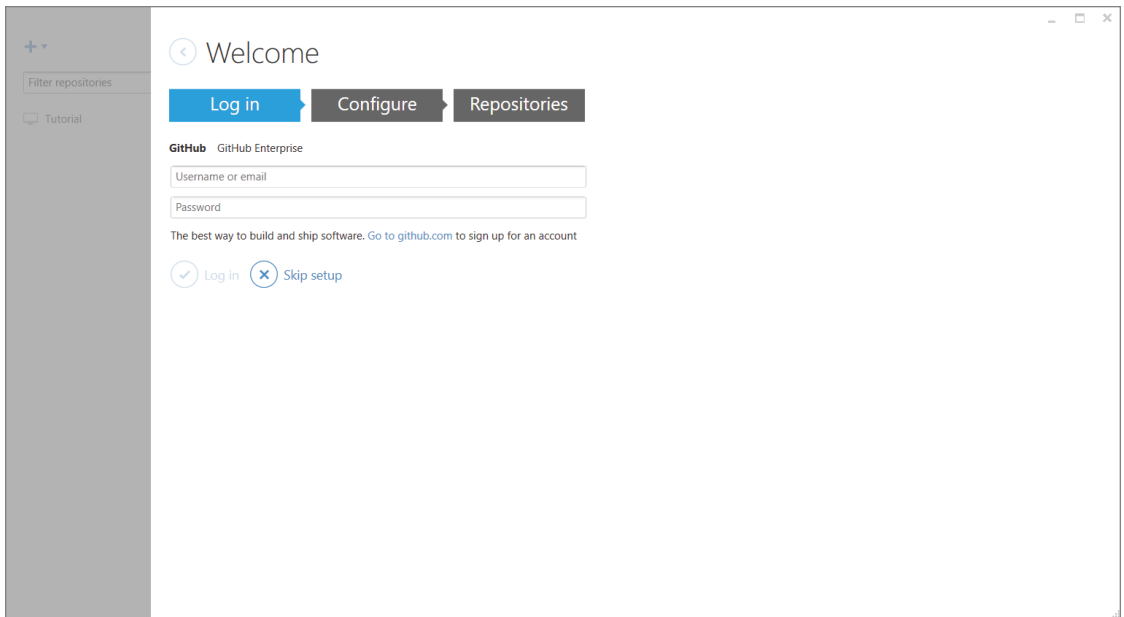 Welcome
Filter repositories
Tutorial
Log in
Configure
Repositories
GitHub GitHub Enterprise
Username or email
Password
The best way to build and ship software. Go to github.com to sign up for an account
Log in Skip setup